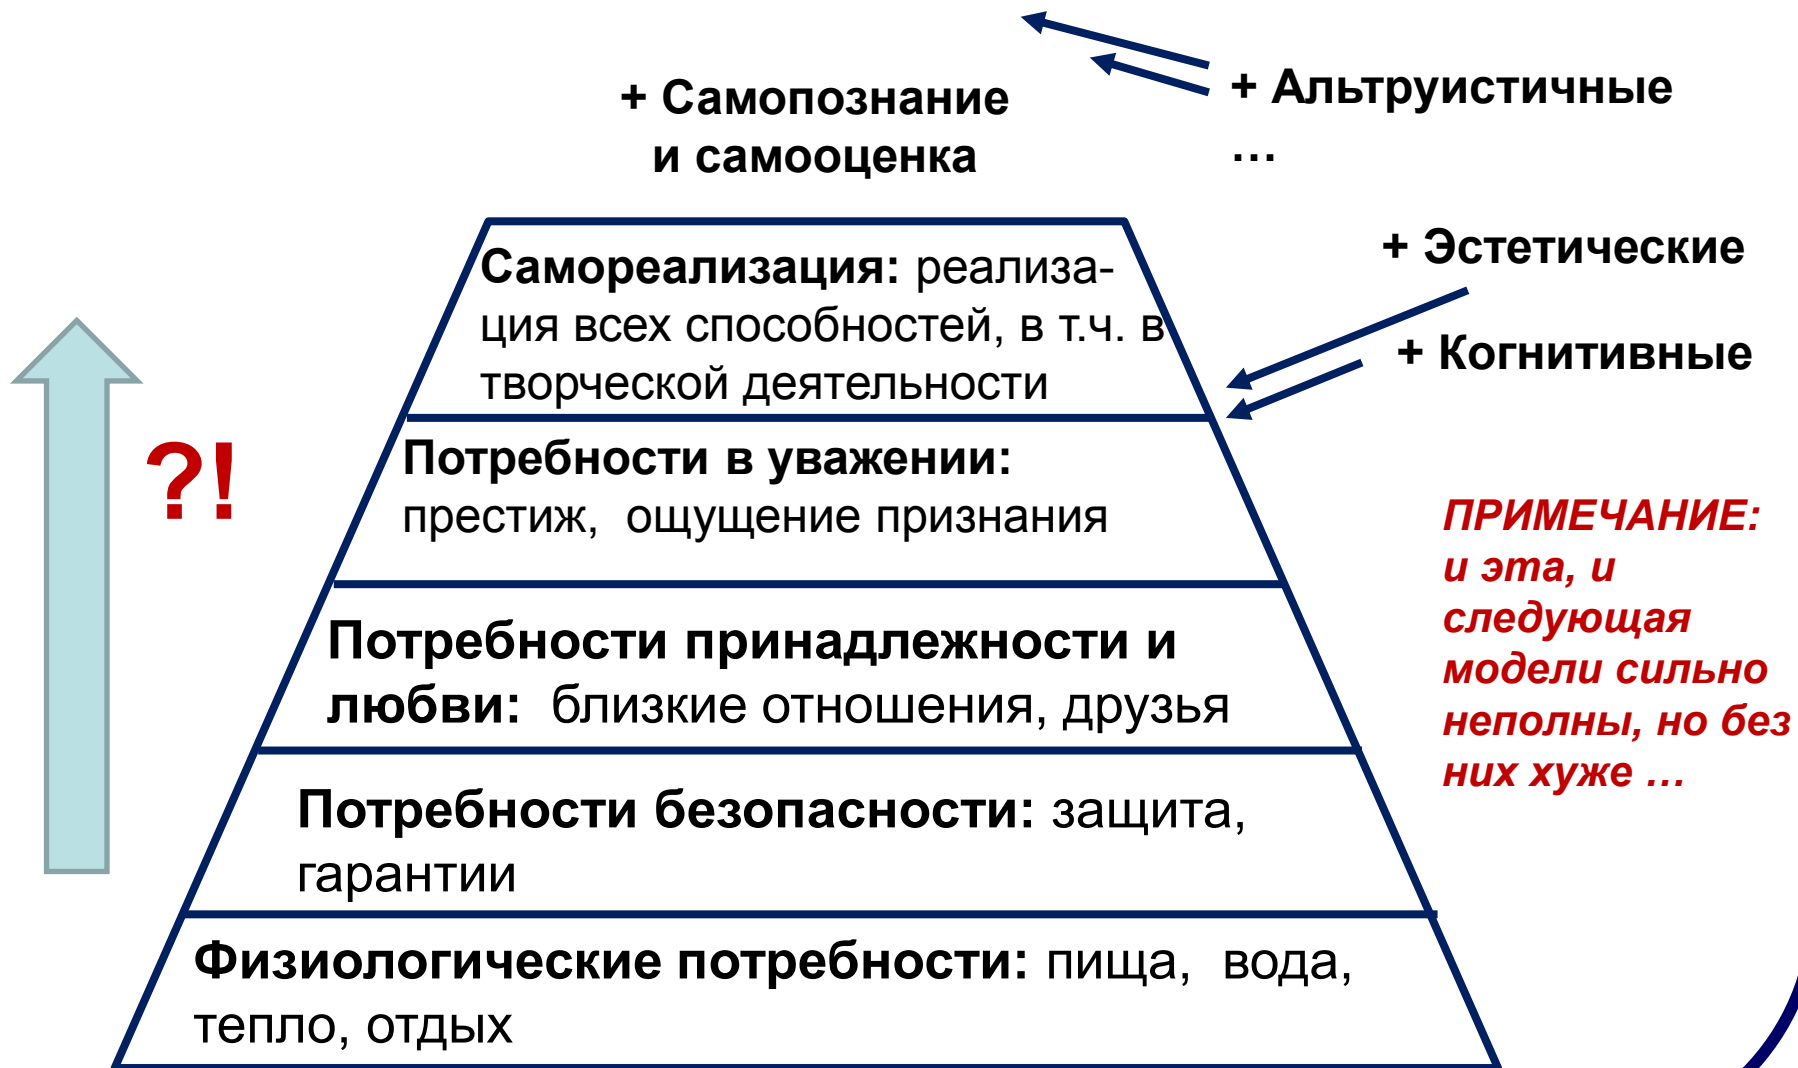 + Альтруистичные
…
+ Самопознание
и самооценка
+ Эстетические
+ Когнитивные
Самореализация: реализа-
ция всех способностей, в т.ч. в
творческой деятельности
?!
Потребности в уважении:
престиж, ощущение признания
Потребности принадлежности и
любви: близкие отношения, друзья
Потребности безопасности: защита,
гарантии
Физиологические потребности: пища, вода,
тепло, отдых
ПРИМЕЧАНИЕ:
и эта, и
следующая
модели сильно
неполны, но без
них хуже …